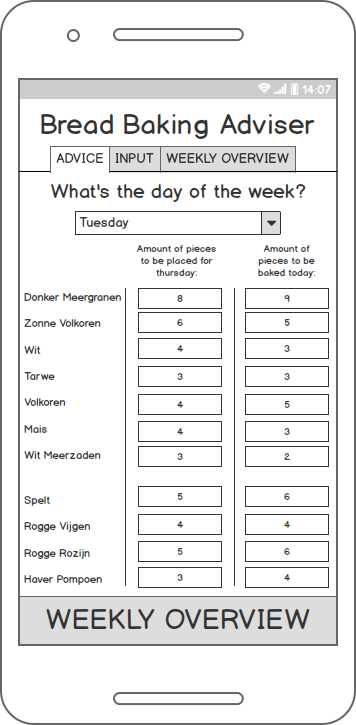 14:07
Bread Baking Adviser
ADVICE INPUT WEEKLY OVERVIEW
What's the day of the week?
Tuesday
Amount of pieces to be placed for thursday:
Amount of pieces to be baked today:
Donker Meergranen 8 9
Zonne Volkoren 6 5
Wit 4 3
Tarwe 3 3
Volkoren 4 5
Mais 4 3
Wit Meerzaden 3 2
Spelt 5 6
Rogge Vijgen 4 4
Rogge Rozijn 5 6
Haver Pompoen 3 4
WEEKLY OVERVIEW